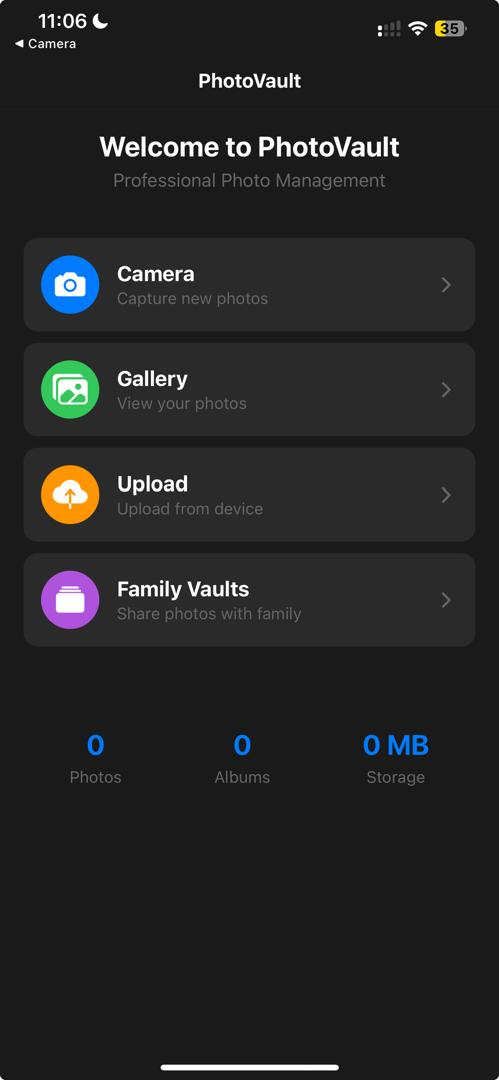 11:06
35
◀ Camera
PhotoVault
Welcome to PhotoVault
Professional Photo Management
Camera
Capture new photos
Gallery
View your photos
Upload
Upload from device
Family Vaults
Share photos with family
0 0 0 MB
Photos Albums Storage